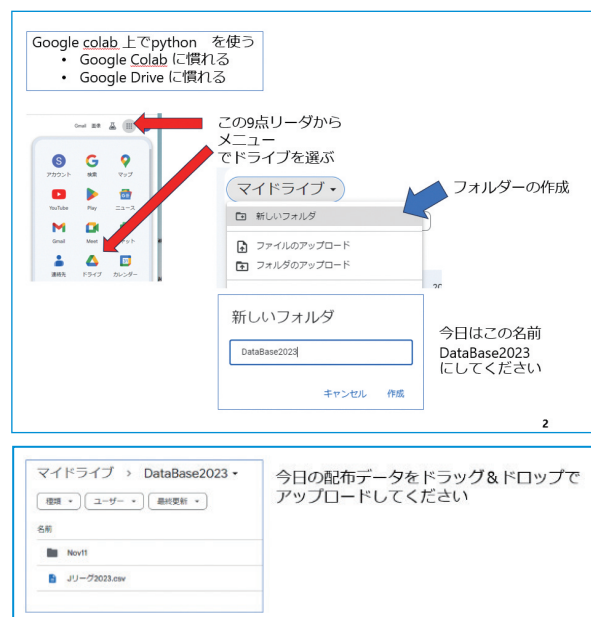 Google colab 上でpython　を使う
• Google Colab に慣れる
• Google Drive に慣れる
Gmail 画像
S
アカウント
検索
マップ
YouTube
Play
ニュース
Gmail
Meet
チャット
連絡先
ドライブ
カレンダー
この9点リーダから
メニュー
でドライブを選ぶ
マイドライブ
新しいフォルダ
ファイルのアップロード
フォルダのアップロード
フォルダーの作成
新しいフォルダ
DataBase2023
キャンセル 作成
今日はこの名前
DataBase2023
にしてください
2
マイドライブ > DataBase2023
種類 ユーザー 最終更新
名前
Nov11
Jリーグ2023.csv
今日の配布データをドラッグ&ドロップで
アップロードしてください